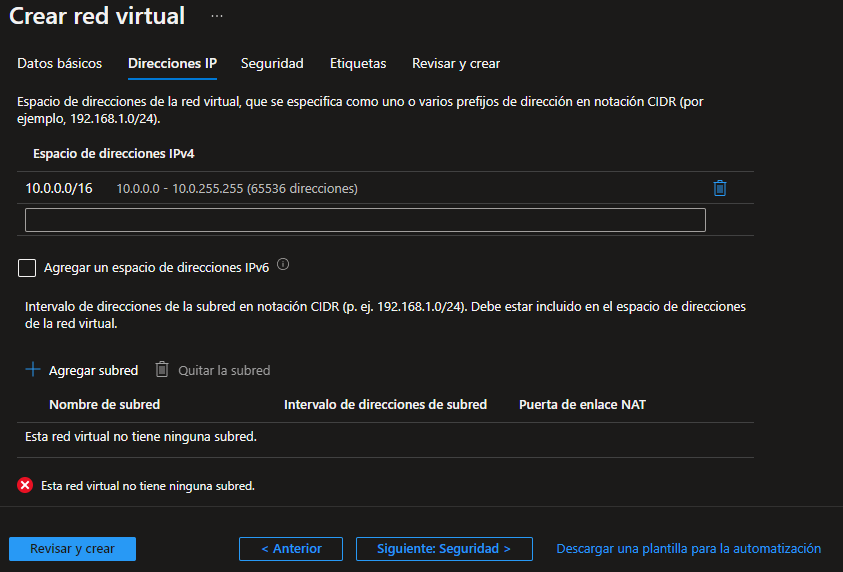 Crear red virtual ...
Datos básicos Direcciones IP Seguridad Etiquetas Revisar y crear
Espacio de direcciones de la red virtual, que se especifica como uno o varios prefijos de dirección en notación CIDR (por
ejemplo, 192.168.1.0/24).
Espacio de direcciones IPv4
10.0.0.0/16 10.0.0.0 - 10.0.255.255 (65536 direcciones)
Agregar un espacio de direcciones IPv6
Intervalo de direcciones de la subred en notación CIDR (p. ej. 192.168.1.0/24). Debe estar incluido en el espacio de direcciones
de la red virtual.
+ Agregar subred Quitar la subred
Nombre de subred Intervalo de direcciones de subred Puerta de enlace NAT
Esta red virtual no tiene ninguna subred.
Esta red virtual no tiene ninguna subred.
Revisar y crear < Anterior Siguiente: Seguridad > Descargar una plantilla para la automatización